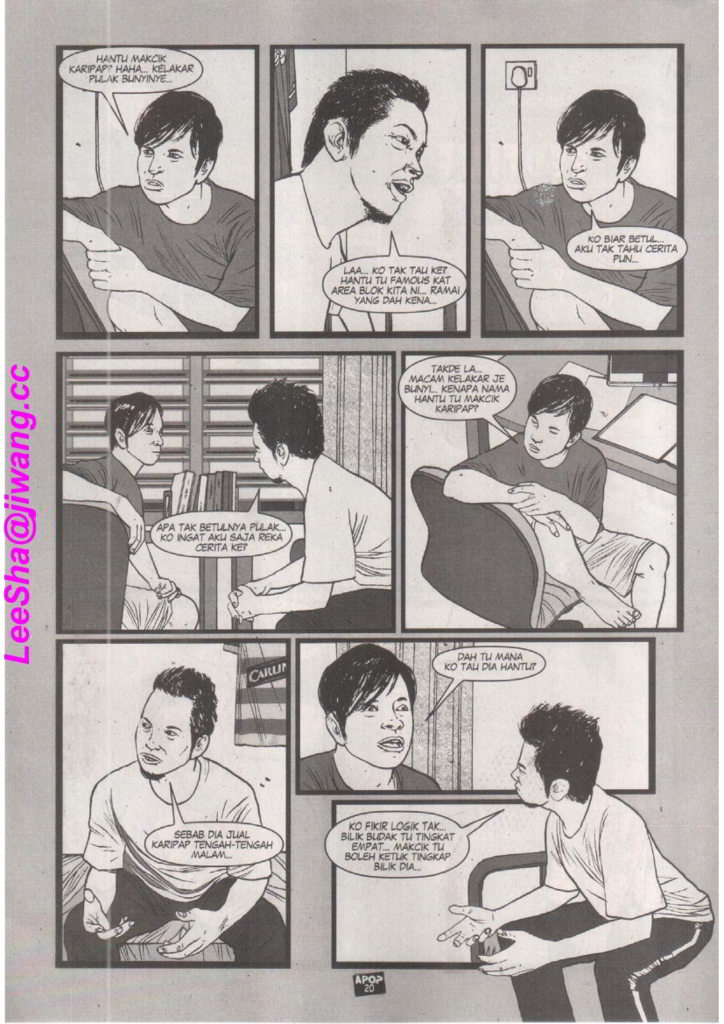 HANTU MAKCIK
KARIPAP? HAHA... KELAKAR
PULAK BUNYINYE...
LAA... KO TAK TAU KE?
HANTU TU FAMOUS KAT
AREA BLOK KITA NI... RAMAI
YANG DAH KENA...
KO BIAR BETUL...
AKU TAK TAHU CERITA
PUN...
APA TAK BETULNYA PULAK...
KO INGAT AKU SAJA REKA
CERITA KE?
TAKDE LA...
MACAM KELAKAR JE
BUNYI... KENAPA NAMA
HANTU TU MAKCIK
KARIPAP?
CARLIN
SEBAB DIA JUAL
KARIPAP TENGAH-TENGAH
MALAM...
DAH TU MANA
KO TAU DIA HANTU?
KO FIKIR LOGIK TAK...
BILIK BUDAK TU TINGKAT
EMPAT... MAKCIK TU
BOLEH KETUK TINGKAP
BILIK DIA...
APOP
20
LeeSha@jiwang.cc